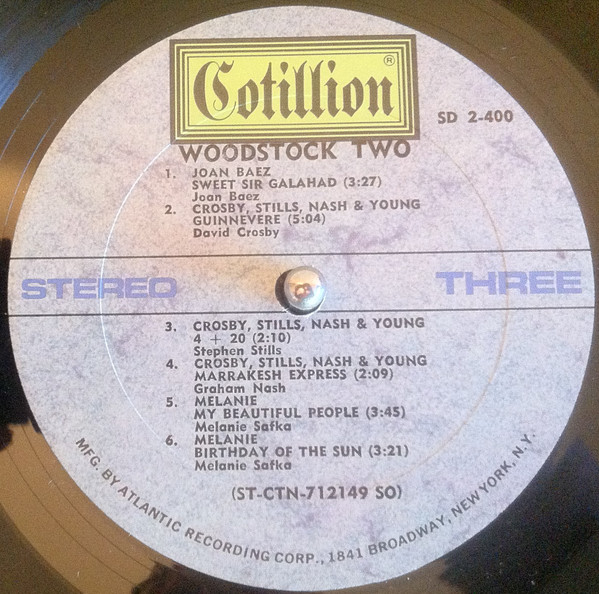 Cotillion®
SD 2-400
WOODSTOCK TWO
1. JOAN BAEZ
SWEET SIR GALAHAD (3:27)
Joan Baez
2. CROSBY, STILLS, NASH & YOUNG
GUINNEVERE (5:04)
David Crosby
STEREO THREE
3. CROSBY, STILLS, NASH & YOUNG
4 + 20 (2:10)
Stephen Stills
4. CROSBY, STILLS, NASH & YOUNG
MARRAKESH EXPRESS (2:09)
Graham Nash
5. MELANIE
MY BEAUTIFUL PEOPLE (3:45)
Melanie Safka
6. MELANIE
BIRTHDAY OF THE SUN (3:21)
Melanie Safka
(ST-CTN-712149 SO)
MFG. BY ATLANTIC RECORDING CORP., 1841 BROADWAY, NEW YORK, N.Y.